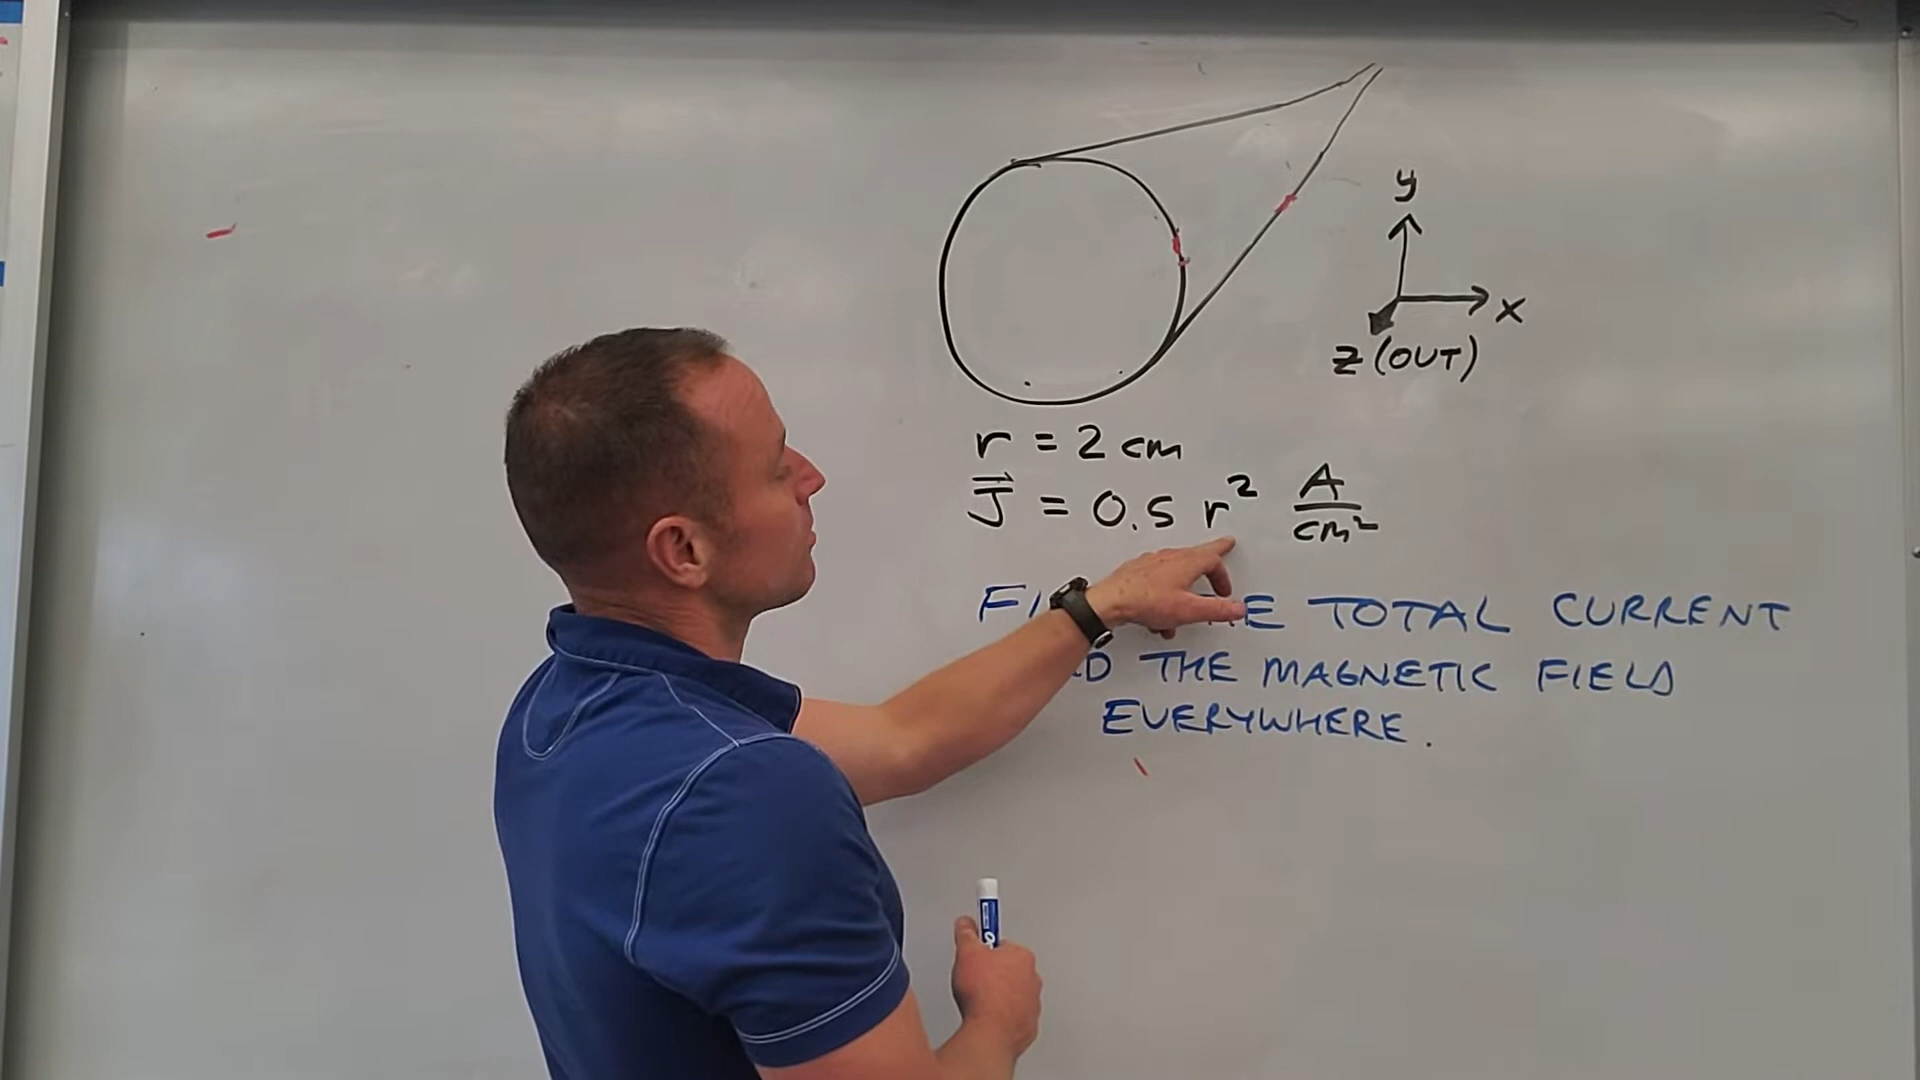 y
x
z (OUT)
r = 2 cm
J⃗ = 0.5 r² A/cm²
TOTAL CURRENT
THE MAGNETIC FIELD
EVERYWHERE.